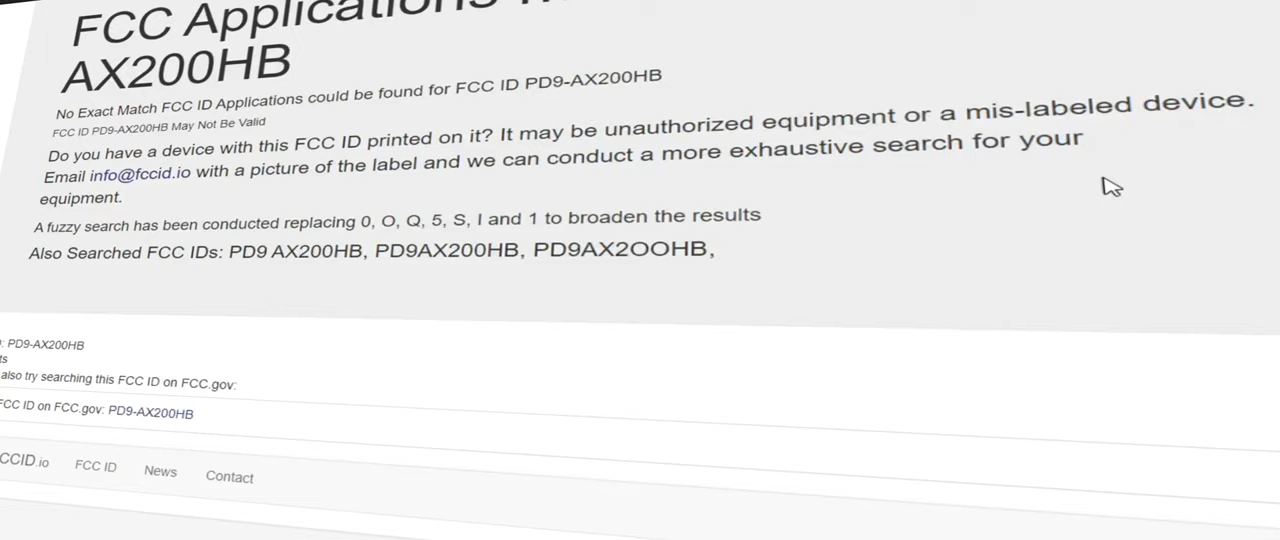 FCC Applications
AX200HB
No Exact Match FCC ID Applications could be found for FCC ID PD9-AX200HB
FCC ID PD9-AX200HB May Not Be Valid
Do you have a device with this FCC ID printed on it? It may be unauthorized equipment or a mis-labeled device.
Email info@fccid.io with a picture of the label and we can conduct a more exhaustive search for your
equipment.
A fuzzy search has been conducted replacing 0, O, Q, 5, S, I and 1 to broaden the results
Also Searched FCC IDs: PD9 AX200HB, PD9AX200HB, PD9AX2OOHB,
: PD9-AX200HB
also try searching this FCC ID on FCC.gov:
FCC ID on FCC.gov: PD9-AX200HB
CCID.io FCC ID News Contact